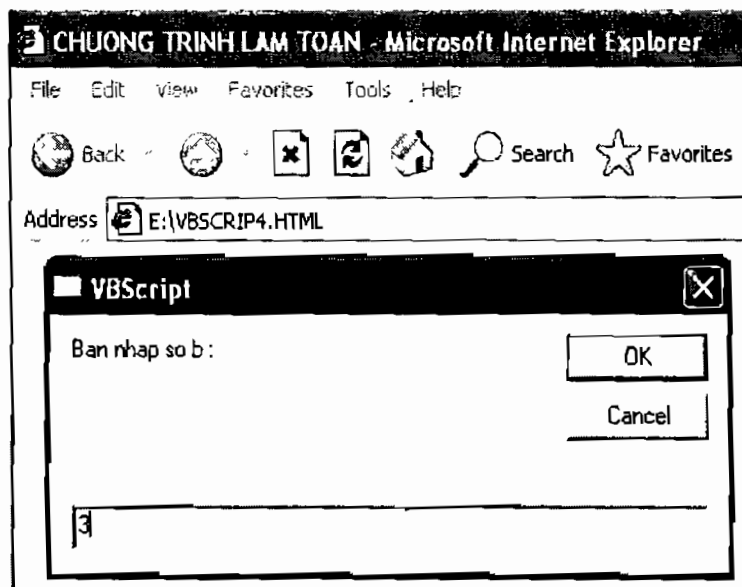 CHUONG TRINH LAM TOAN - Microsoft Internet Explorer
File Edit View Favorites Tools Help
Back Search Favorites
Address E:\VBSCRIP4.HTML
VBScript
Ban nhap so b :
OK
Cancel
3